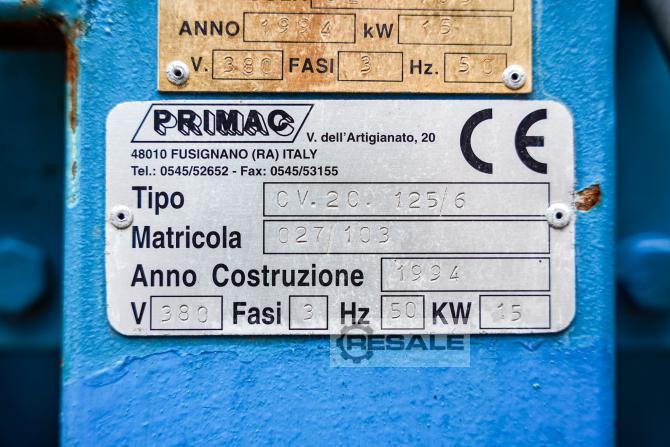 ANNO 1994 kW 15
V. 380 FASI 3 Hz. 50
PRIMAC
V. dell'Artigianato, 20
CE
48010 FUSIGNANO (RA) ITALY
Tel.: 0545/52652 - Fax: 0545/53155
Tipo CV.2C. 125/6
Matricola 027/103
Anno Costruzione 1994
V 380 Fasi 3 Hz 50 KW 15
RESALE